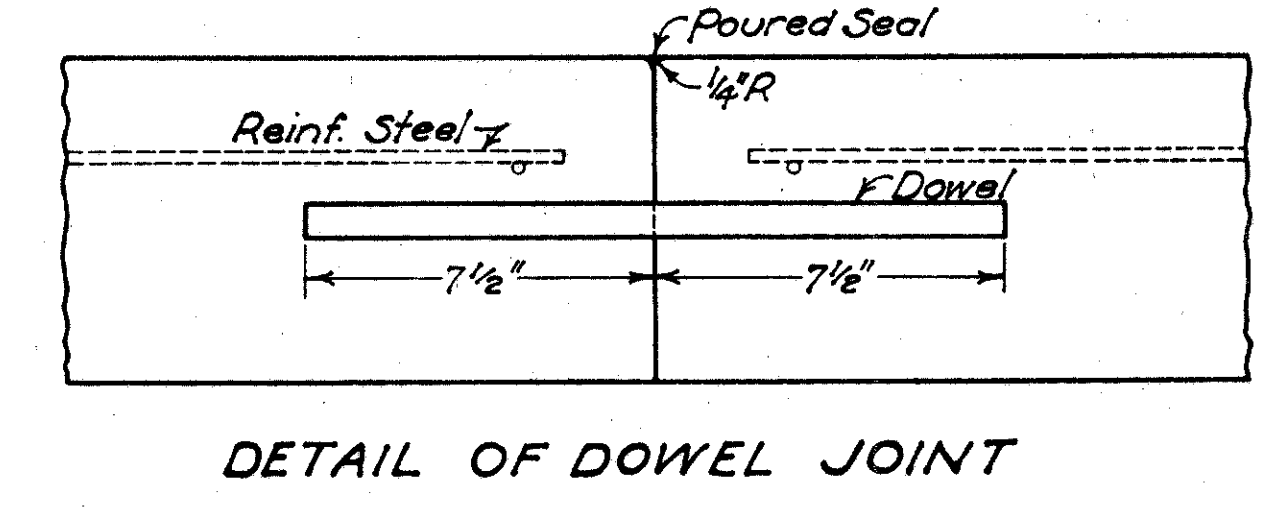 Poured Seal
1/4"R
Reinf. Steel
Dowel
7 1/2" 7 1/2"
DETAIL OF DOWEL JOINT